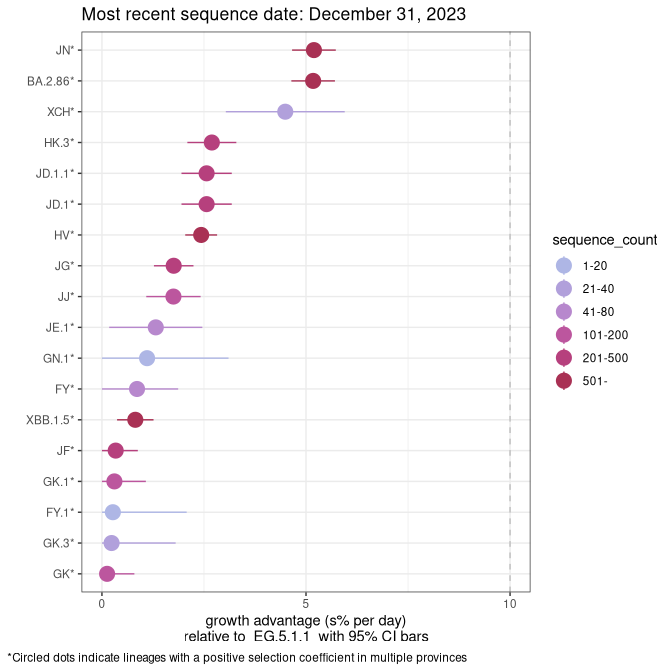 Most recent sequence date: December 31, 2023
JN*
BA.2.86*
XCH*
HK.3*
JD.1.1*
JD.1*
HV*
JG*
JJ*
JE.1*
GN.1*
FY*
XBB.1.5*
JF*
GK.1*
FY.1*
GK.3*
GK*
0 5 10
growth advantage (s% per day)
relative to EG.5.1.1 with 95% CI bars
sequence_count
1-20
21-40
41-80
101-200
201-500
501-
*Circled dots indicate lineages with a positive selection coefficient in multiple provinces